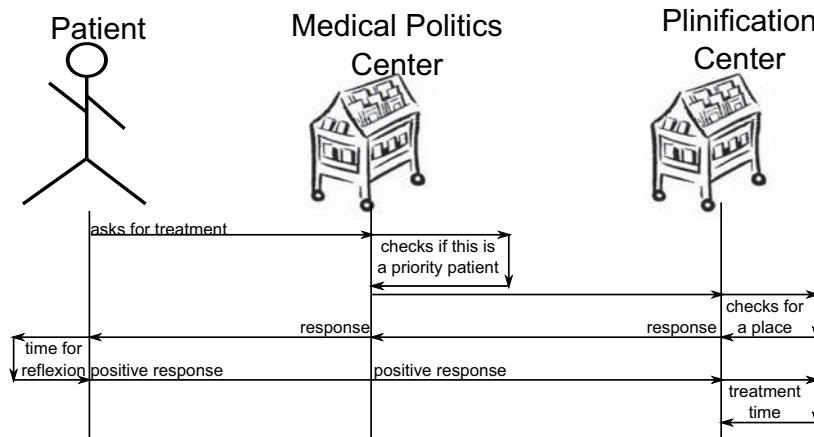 Patient
Medical Politics
Center
Plinification
Center
asks for treatment
checks if this is
a priority patient
checks for
a place
response
response
time for
reflexion
positive response
positive response
treatment
time